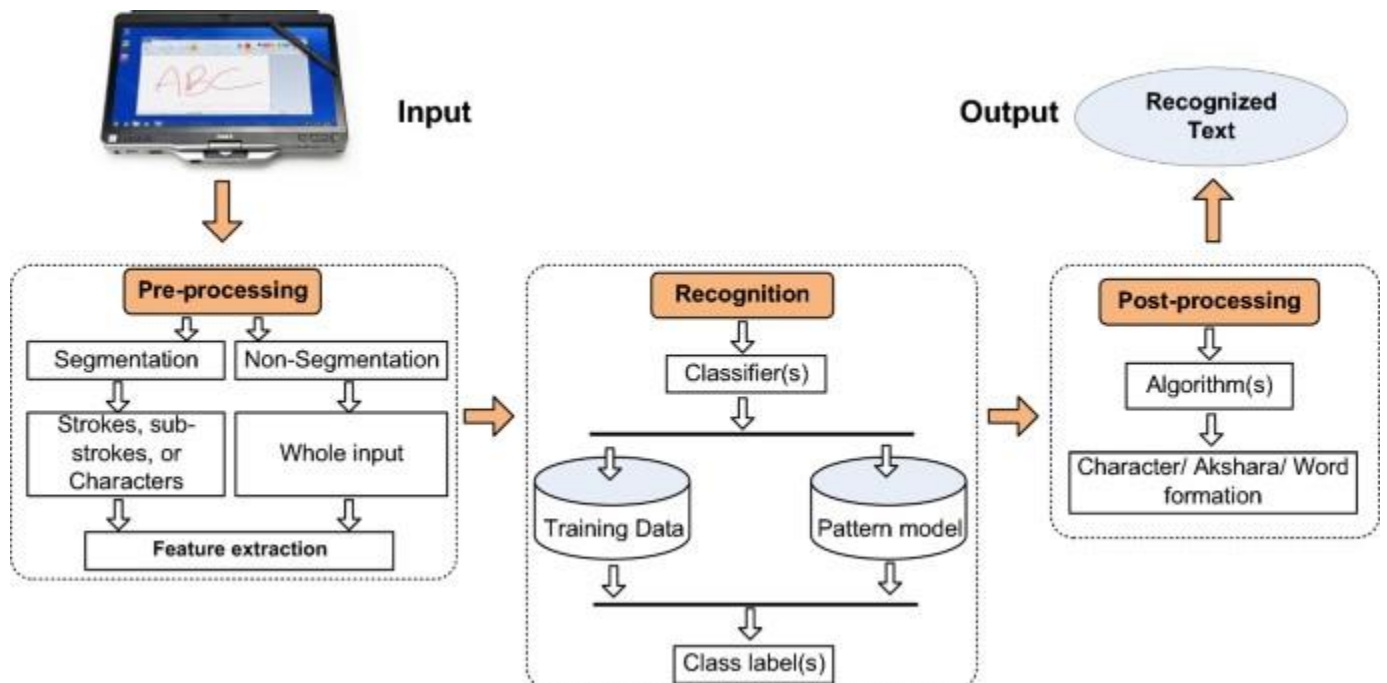 ABC
Input
Output
Recognized
Text
Pre-processing
Segmentation
Non-Segmentation
Strokes, sub-
strokes, or
Characters
Whole input
Feature extraction
Recognition
Classifier(s)
Training Data
Pattern model
Class label(s)
Post-processing
Algorithm(s)
Character/ Akshara/ Word
formation